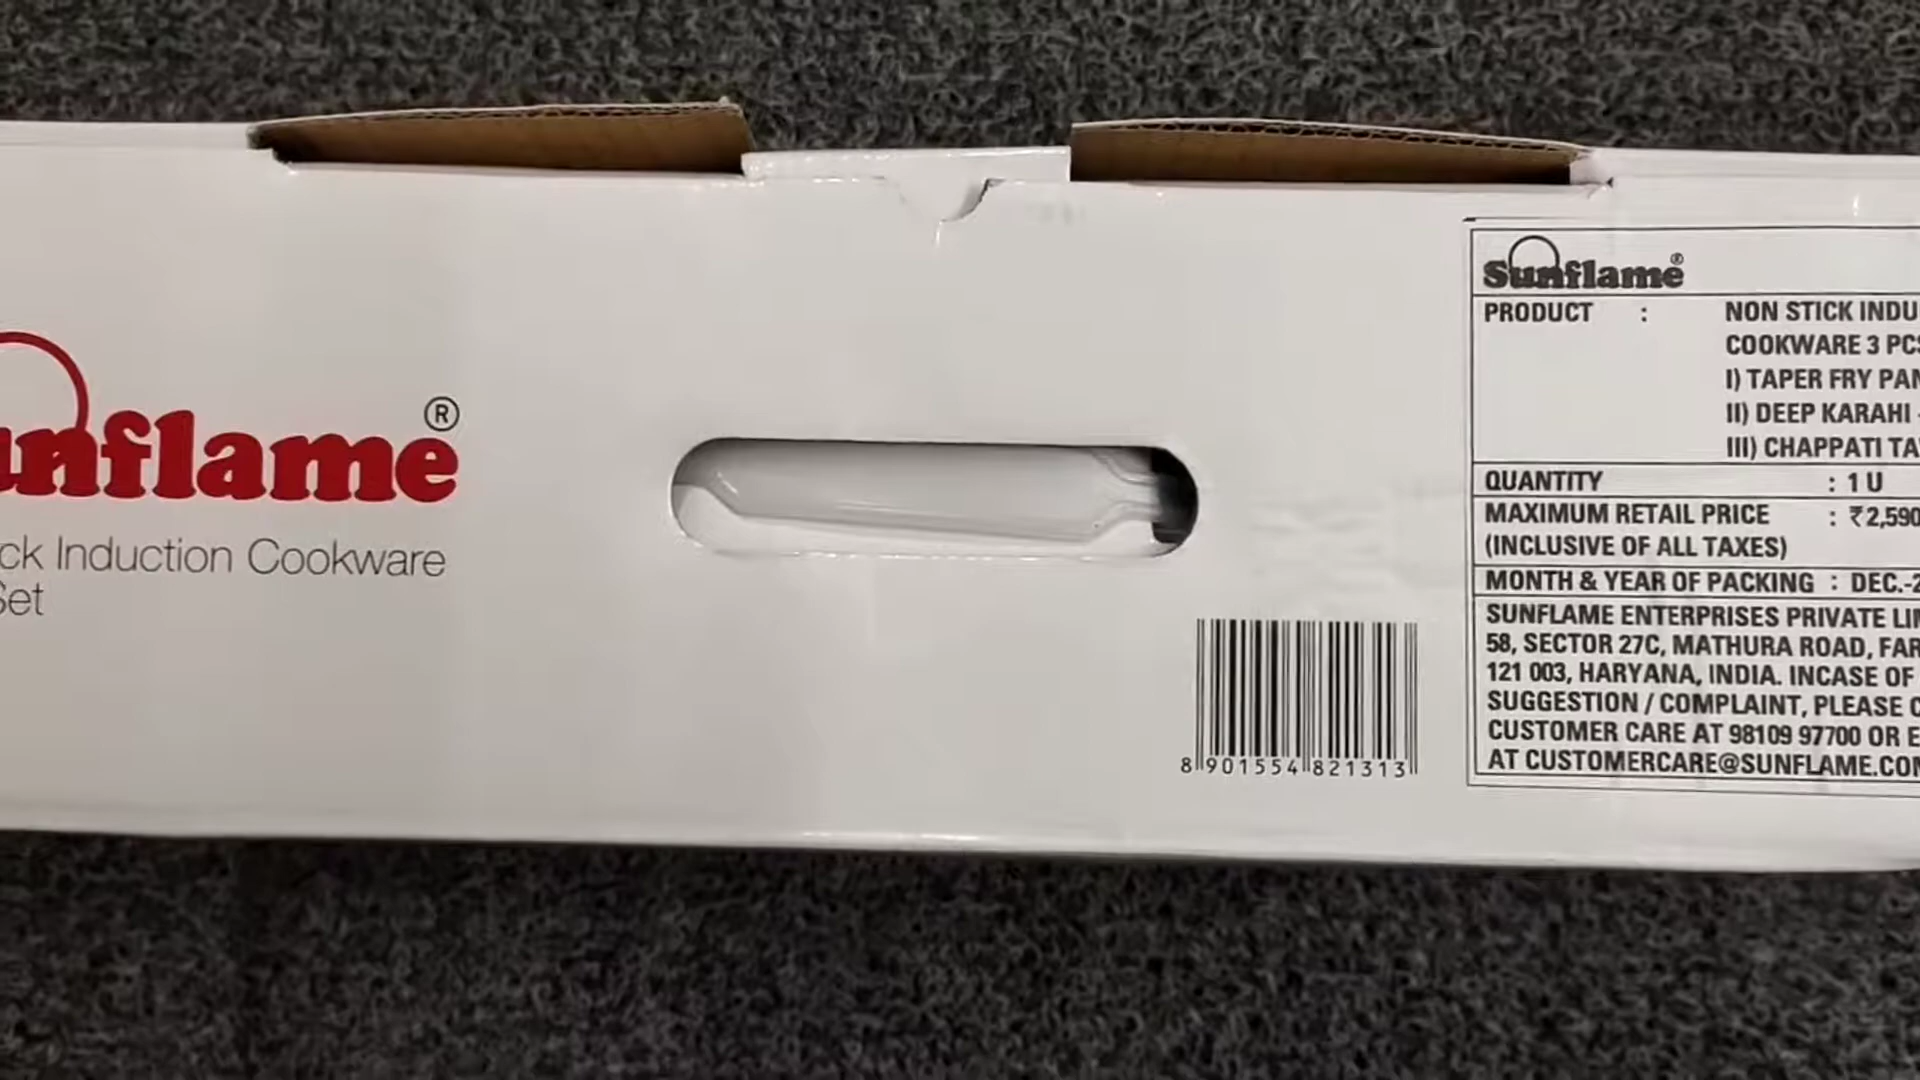 unflame®
ck Induction Cookware
Set
8 901554 821313
Sunflame®
PRODUCT : NON STICK INDU
COOKWARE 3 PCS
I) TAPER FRY PAN
II) DEEP KARAHI -
III) CHAPPATI TA
QUANTITY : 1 U
MAXIMUM RETAIL PRICE : ₹2,590
(INCLUSIVE OF ALL TAXES)
MONTH & YEAR OF PACKING : DEC.-2
SUNFLAME ENTERPRISES PRIVATE LI
58, SECTOR 27C, MATHURA ROAD, FAR
121 003, HARYANA, INDIA. INCASE OF
SUGGESTION / COMPLAINT, PLEASE C
CUSTOMER CARE AT 98109 97700 OR E
AT CUSTOMERCARE@SUNFLAME.COM